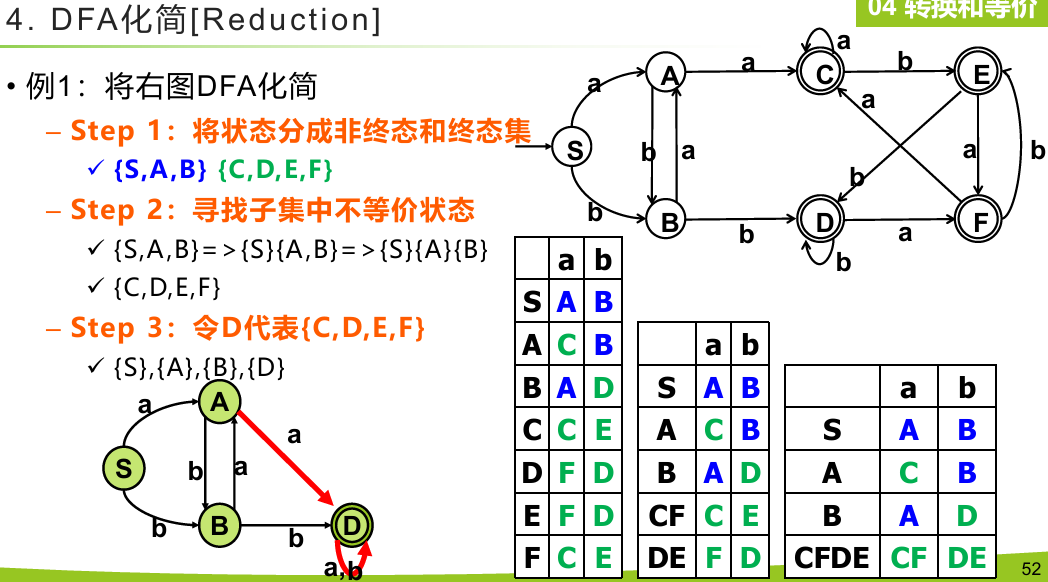 4. DFA化简[Reduction]
04 转换和等价
• 例1：将右图DFA化简
– Step 1：将状态分成非终态和终态集
✓ {S,A,B} {C,D,E,F}
– Step 2：寻找子集中不等价状态
✓ {S,A,B}=>{S}{A,B}=>{S}{A}{B}
✓ {C,D,E,F}
– Step 3：令D代表{C,D,E,F}
✓ {S},{A},{B},{D}
a
a A a C b E
a
S b a a b
b
b B b D a F
b
a A a
S b a
b B b D
a,b
a b
S A B
A C B
B A D
C C E
D F D
E F D
F C E
a b
S A B
A C B
B A D
CF C E
DE F D
a b
S A B
A C B
B A D
CFDE CF DE
52